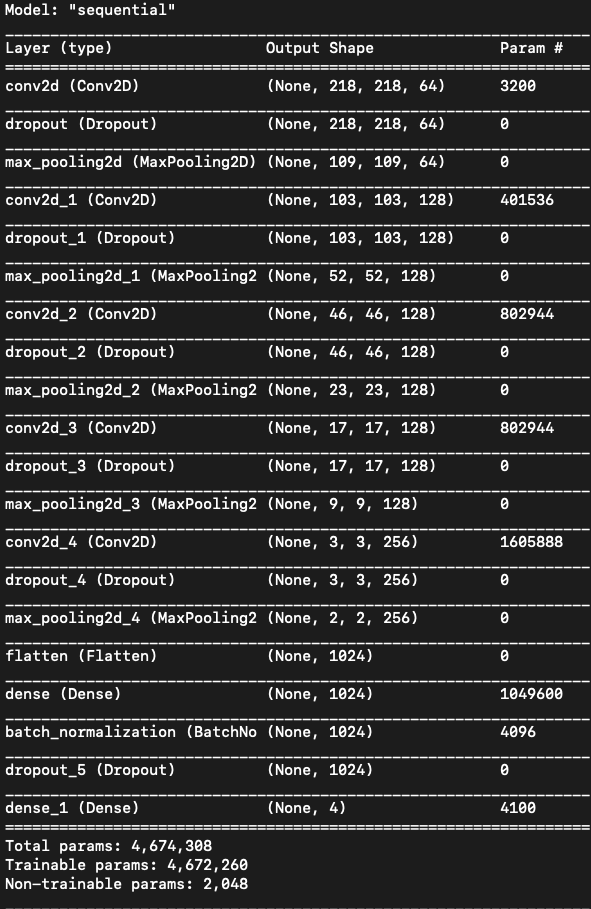 Model: "sequential"
Layer (type) Output Shape Param #
conv2d (Conv2D) (None, 218, 218, 64) 3200
dropout (Dropout) (None, 218, 218, 64) 0
max_pooling2d (MaxPooling2D) (None, 109, 109, 64) 0
conv2d_1 (Conv2D) (None, 103, 103, 128) 401536
dropout_1 (Dropout) (None, 103, 103, 128) 0
max_pooling2d_1 (MaxPooling2 (None, 52, 52, 128) 0
conv2d_2 (Conv2D) (None, 46, 46, 128) 802944
dropout_2 (Dropout) (None, 46, 46, 128) 0
max_pooling2d_2 (MaxPooling2 (None, 23, 23, 128) 0
conv2d_3 (Conv2D) (None, 17, 17, 128) 802944
dropout_3 (Dropout) (None, 17, 17, 128) 0
max_pooling2d_3 (MaxPooling2 (None, 9, 9, 128) 0
conv2d_4 (Conv2D) (None, 3, 3, 256) 1605888
dropout_4 (Dropout) (None, 3, 3, 256) 0
max_pooling2d_4 (MaxPooling2 (None, 2, 2, 256) 0
flatten (Flatten) (None, 1024) 0
dense (Dense) (None, 1024) 1049600
batch_normalization (BatchNo (None, 1024) 4096
dropout_5 (Dropout) (None, 1024) 0
dense_1 (Dense) (None, 4) 4100
Total params: 4,674,308
Trainable params: 4,672,260
Non-trainable params: 2,048